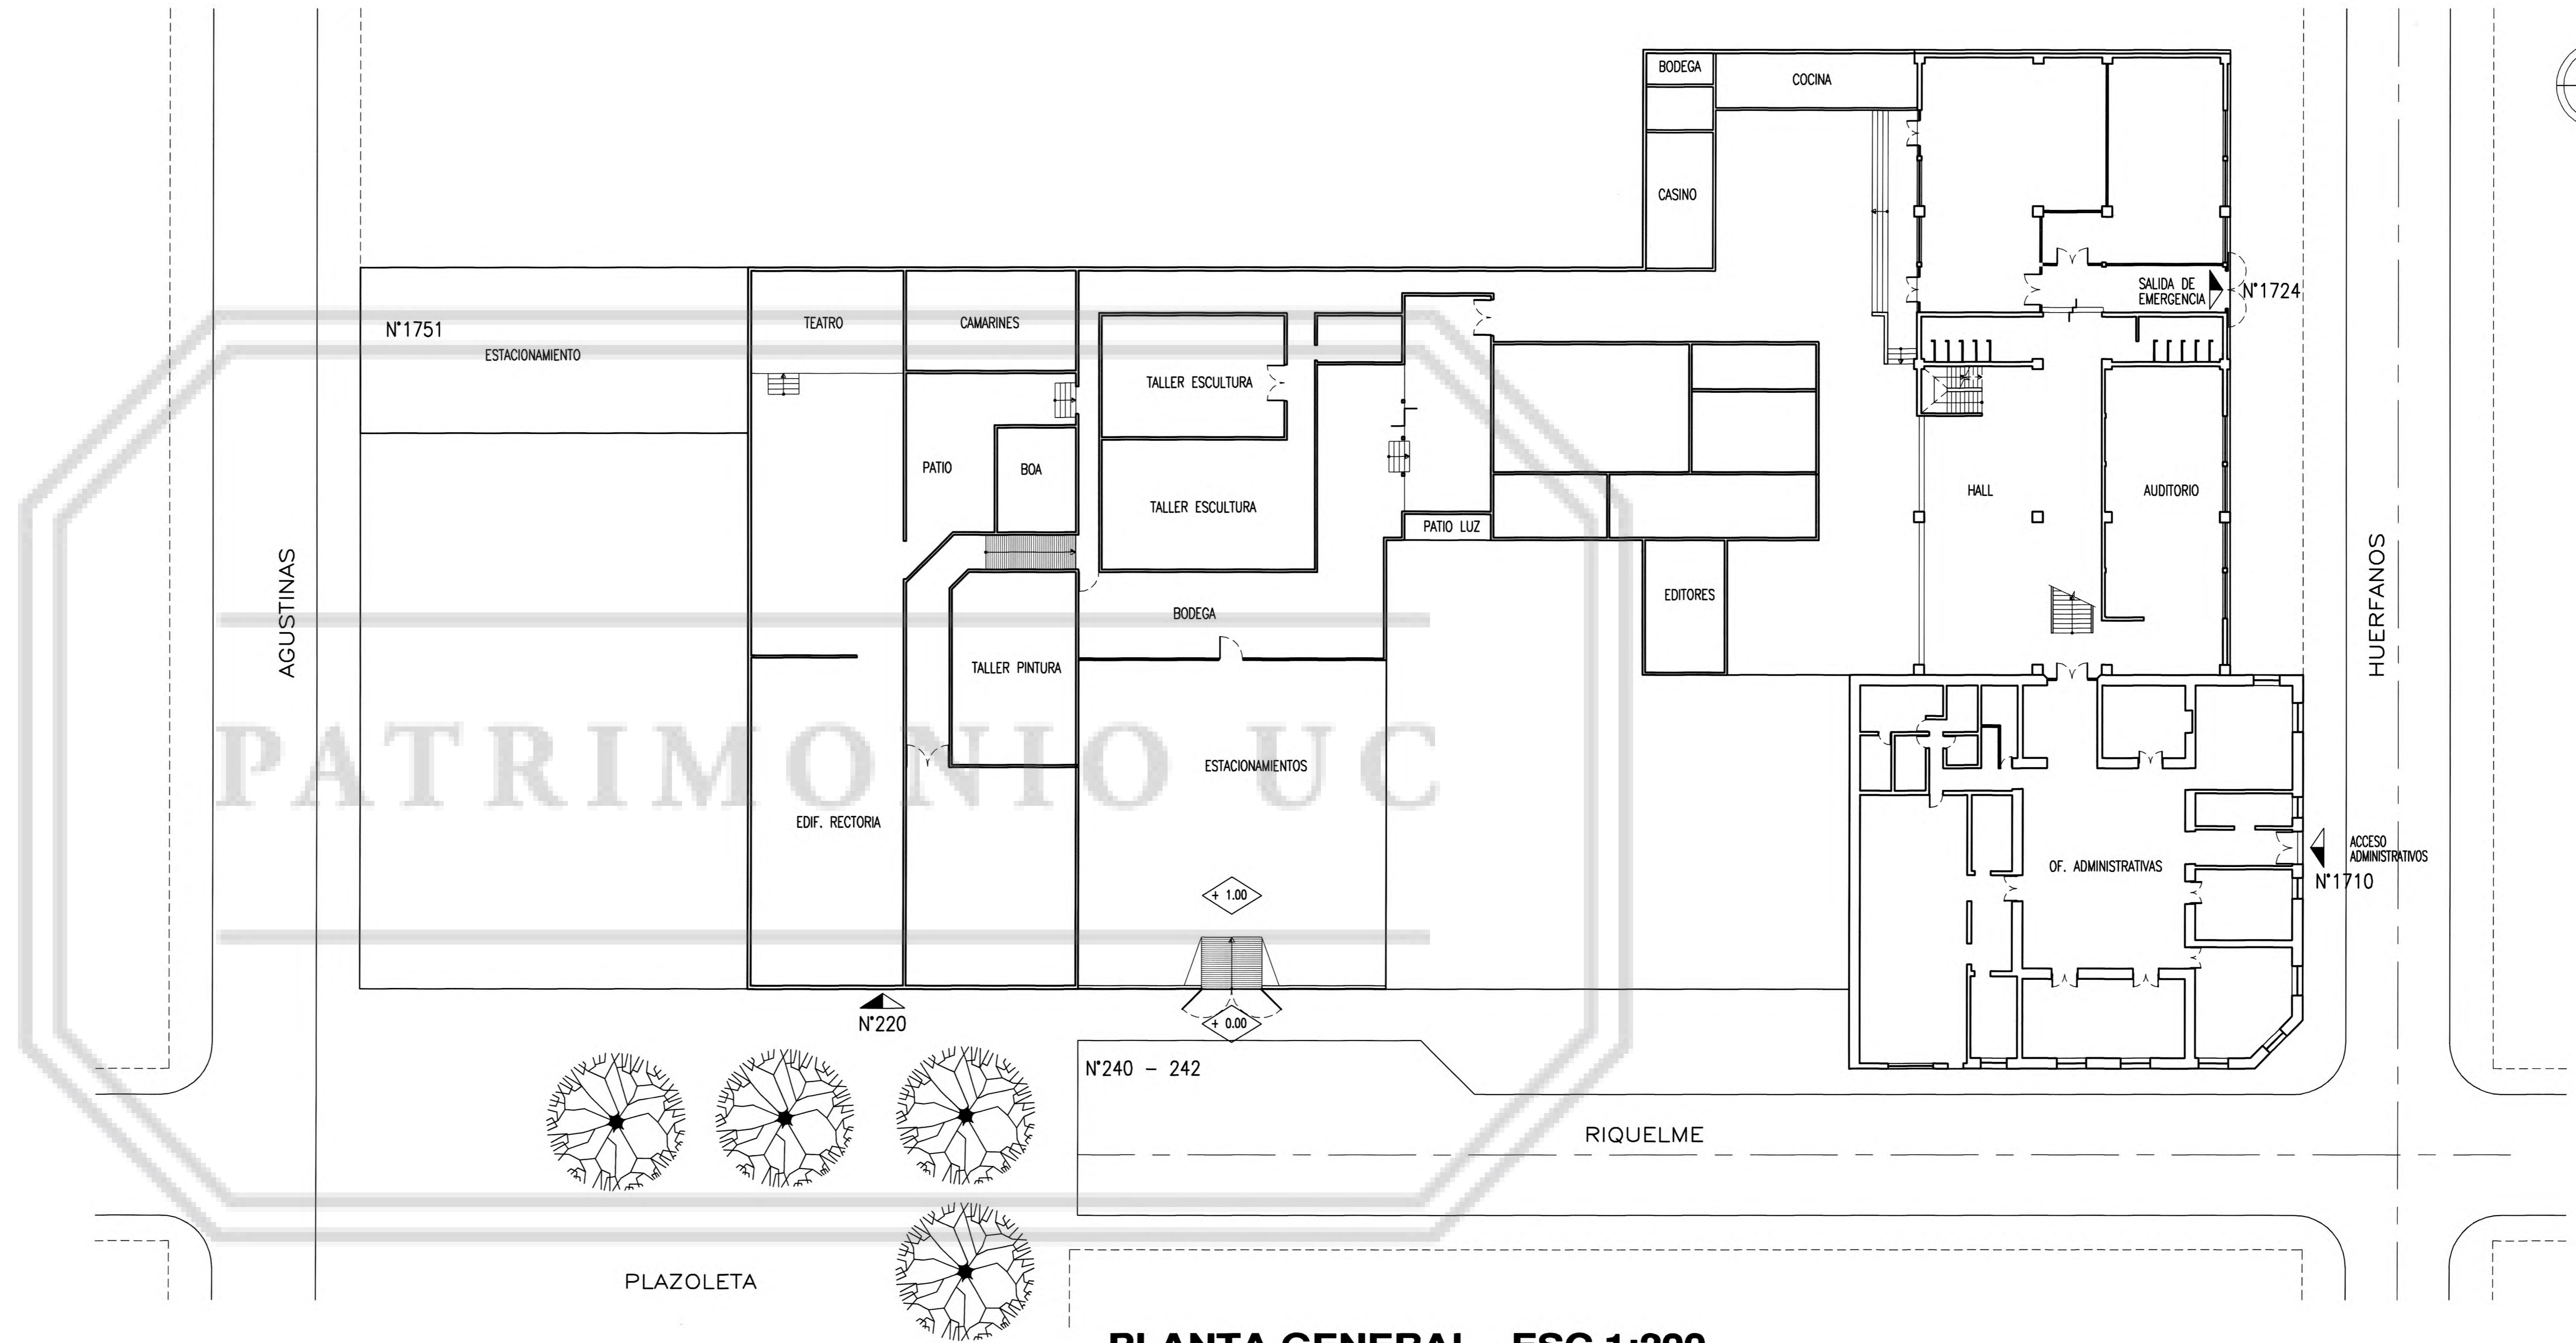 BODEGA
COCINA
CASINO
SALIDA DE
EMERGENCIA
N°1724
N°1751
ESTACIONAMIENTO
TEATRO
CAMARINES
TALLER ESCULTURA
PATIO
BOA
TALLER ESCULTURA
PATIO LUZ
HALL
AUDITORIO
AGUSTINAS
HUERFANOS
EDITORES
BODEGA
TALLER PINTURA
PATRIMONIO UC
ESTACIONAMIENTOS
EDIF. RECTORIA
OF. ADMINISTRATIVAS
ACCESO
ADMINISTRATIVOS
N°1710
+ 1.00
+ 0.00
N°220
N°240 - 242
RIQUELME
PLAZOLETA
PLANTA GENERAL